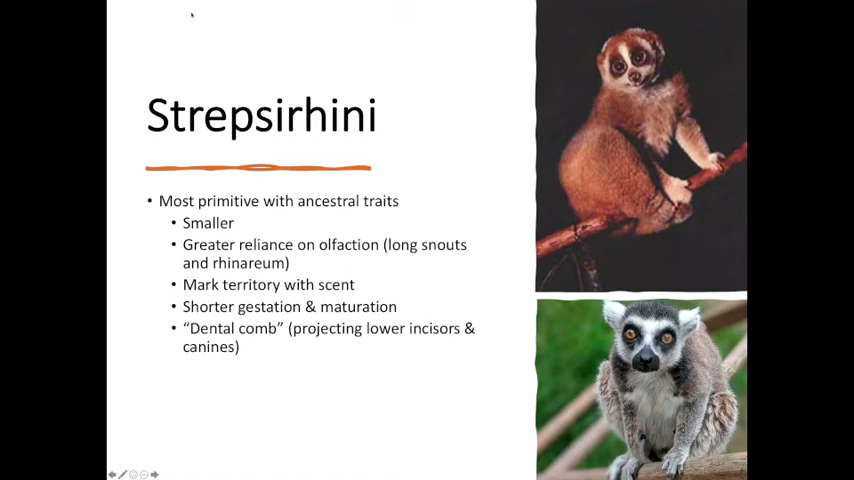 Strepsirhini
• Most primitive with ancestral traits
• Smaller
• Greater reliance on olfaction (long snouts
and rhinareum)
• Mark territory with scent
• Shorter gestation & maturation
• “Dental comb” (projecting lower incisors &
canines)